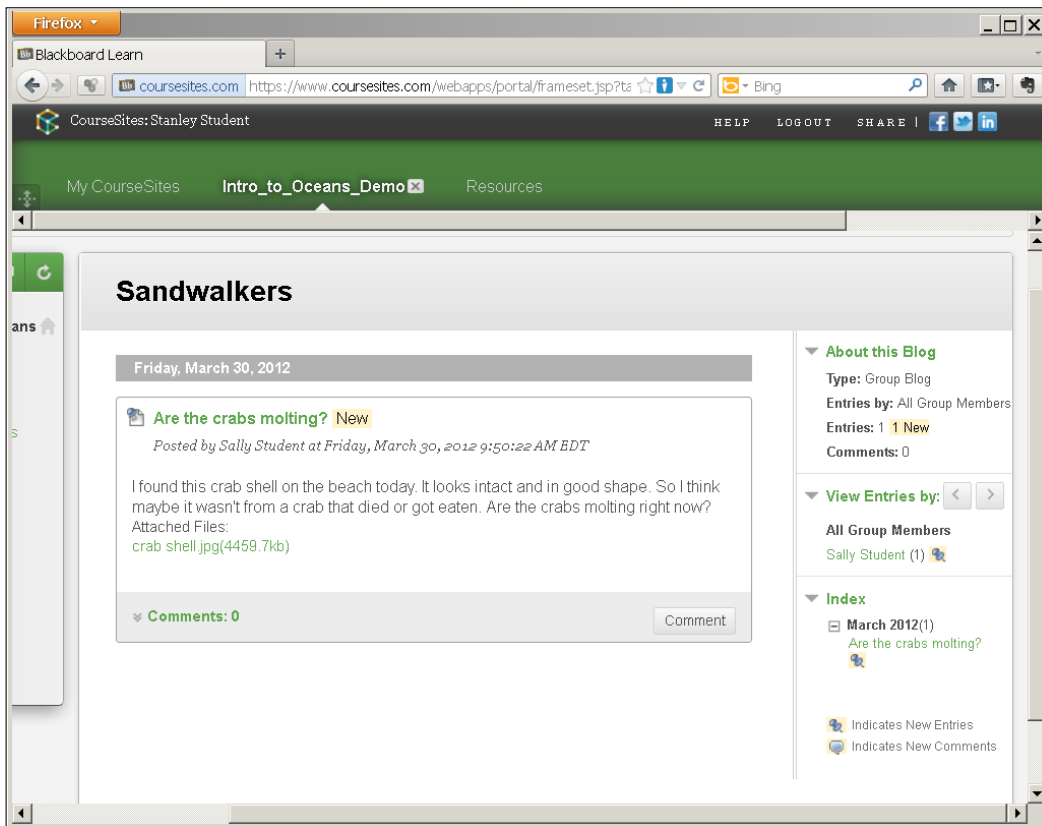 Firefox
Blackboard Learn
+
coursesites.com https://www.coursesites.com/webapps/portal/frameset.jsp?ta
Bing
CourseSites: Stanley Student
HELP LOGOUT SHARE |
My CourseSites Intro_to_Oceans_Demo Resources
ans
s
Sandwalkers
Friday, March 30, 2012
Are the crabs molting? New
Posted by Sally Student at Friday, March 30, 2012 9:50:22 AM EDT
I found this crab shell on the beach today. It looks intact and in good shape. So I think
maybe it wasn't from a crab that died or got eaten. Are the crabs molting right now?
Attached Files:
crab shell.jpg(4459.7kb)
Comments: 0
Comment
About this Blog
Type: Group Blog
Entries by: All Group Members
Entries: 1 1 New
Comments: 0
View Entries by: < >
All Group Members
Sally Student (1)
Index
March 2012(1)
Are the crabs molting?
Indicates New Entries
Indicates New Comments